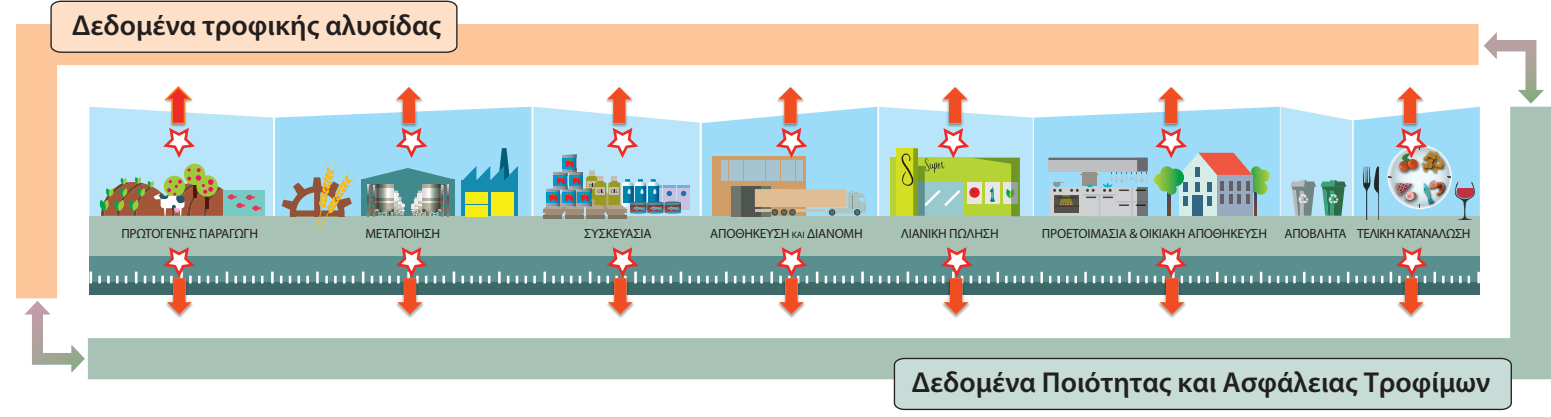 Δεδομένα τροφικής αλυσίδας
Super
ΠΡΩΤΟΓΕΝΗΣ ΠΑΡΑΓΩΓΗ
ΜΕΤΑΠΟΙΗΣΗ
ΣΥΣΚΕΥΑΣΙΑ
ΑΠΟΘΗΚΕΥΣΗ ΚΑΙ ΔΙΑΝΟΜΗ
ΛΙΑΝΙΚΗ ΠΩΛΗΣΗ
ΠΡΟΕΤΟΙΜΑΣΙΑ & ΟΙΚΙΑΚΗ ΑΠΟΘΗΚΕΥΣΗ
ΑΠΟΒΛΗΤΑ
ΤΕΛΙΚΗ ΚΑΤΑΝΑΛΩΣΗ
Δεδομένα Ποιότητας και Ασφάλειας Τροφίμων